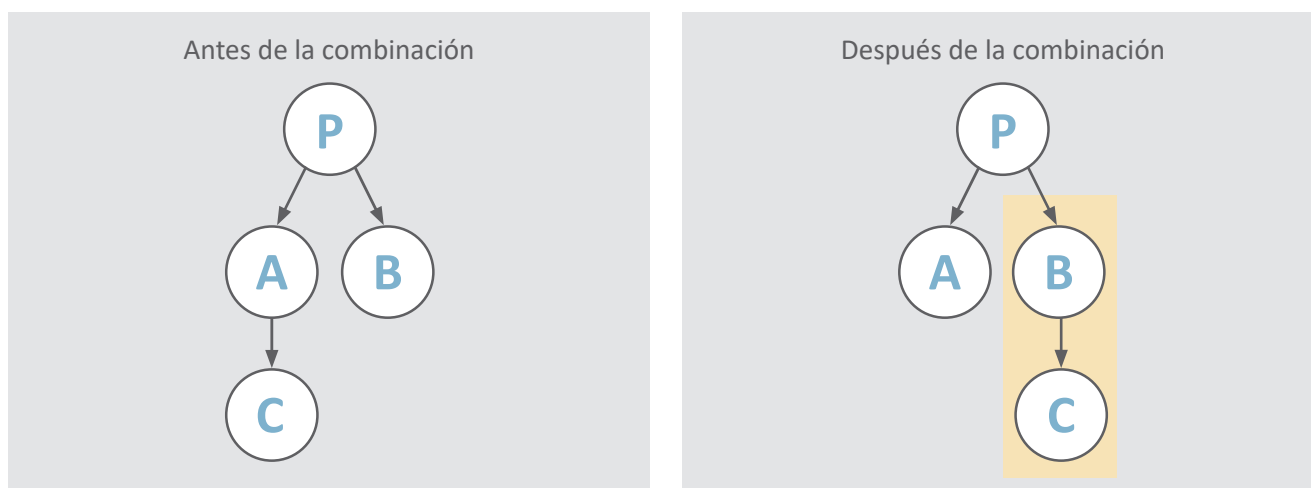 Antes de la combinación
P
A B
C
Después de la combinación
P
A B
C